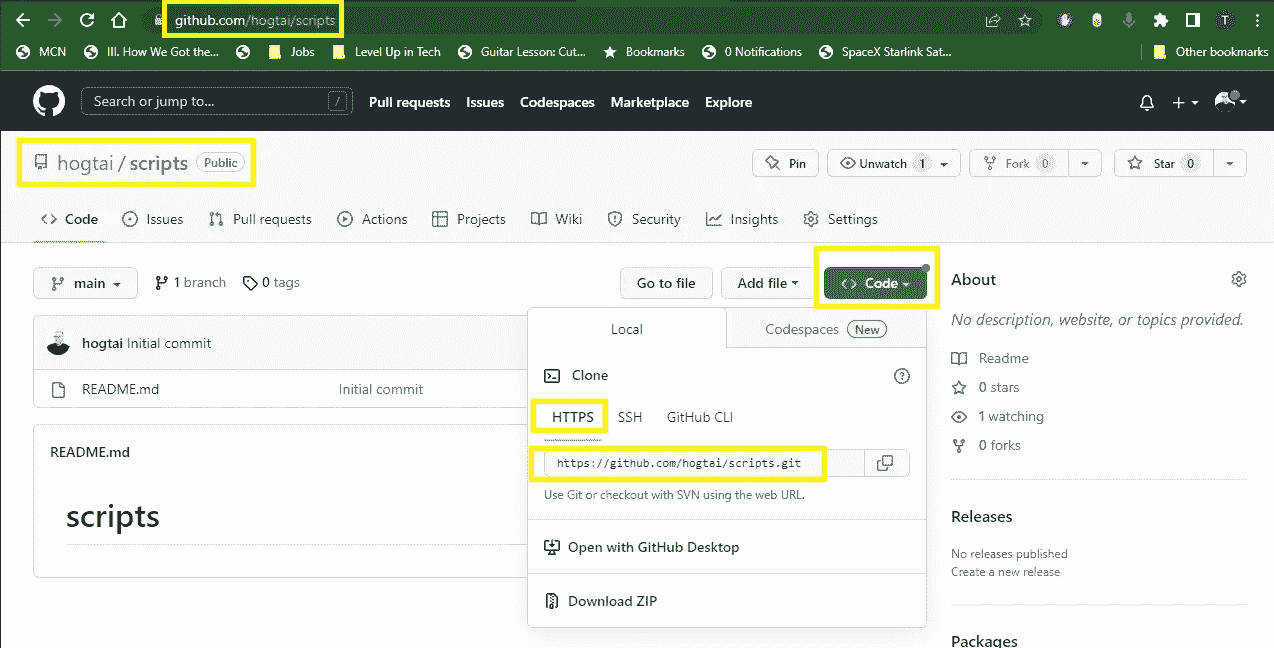 github.com/hogtai/scripts
T
MCN III. How We Got the... Jobs Level Up in Tech Guitar Lesson: Cut... Bookmarks 0 Notifications SpaceX Starlink Sat... Other bookmarks
Search or jump to... / Pull requests Issues Codespaces Marketplace Explore
hogtai / scripts Public Pin Unwatch 1 Fork 0 Star 0
Code Issues Pull requests Actions Projects Wiki Security Insights Settings
main 1 branch 0 tags Go to file Add file Code
About
No description, website, or topics provided.
Readme
0 stars
1 watching
0 forks
Releases
No releases published
Create a new release
Packages
Local Codespaces New
Clone
HTTPS SSH GitHub CLI
https://github.com/hogtai/scripts.git
Use Git or checkout with SVN using the web URL.
Open with GitHub Desktop
Download ZIP
hogtai Initial commit
README.md Initial commit
README.md
scripts